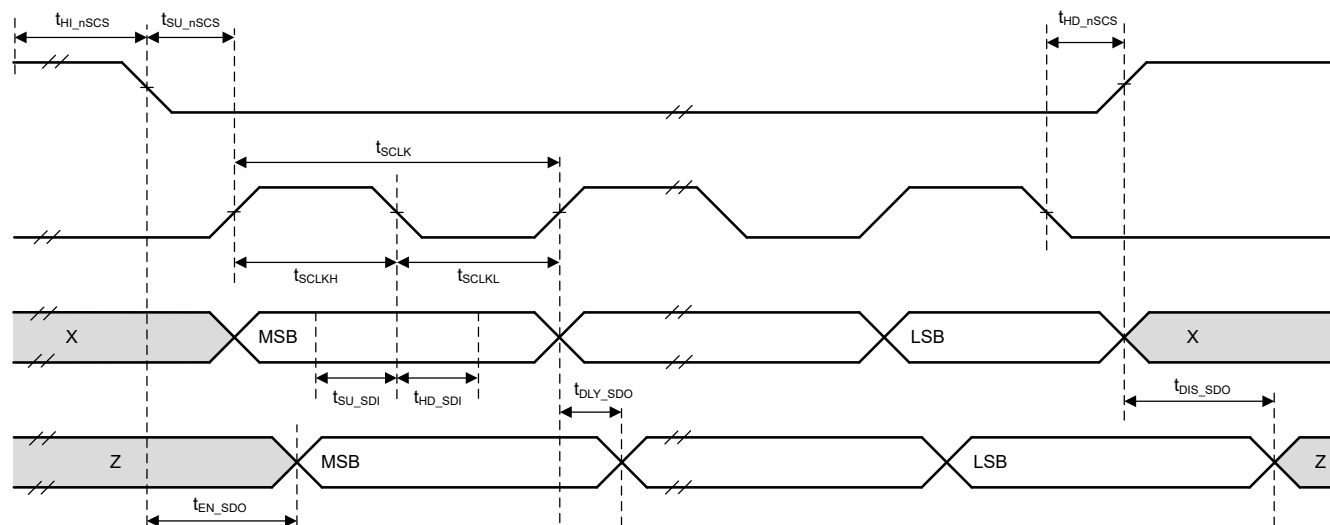 tHI_nSCS tSU_nSCS tHD_nSCS
tSCLK
tSCLKH tSCLKL
X MSB LSB X
tSU_SDI tHD_SDI tDLY_SDO tDIS_SDO
Z MSB LSB Z
tEN_SDO